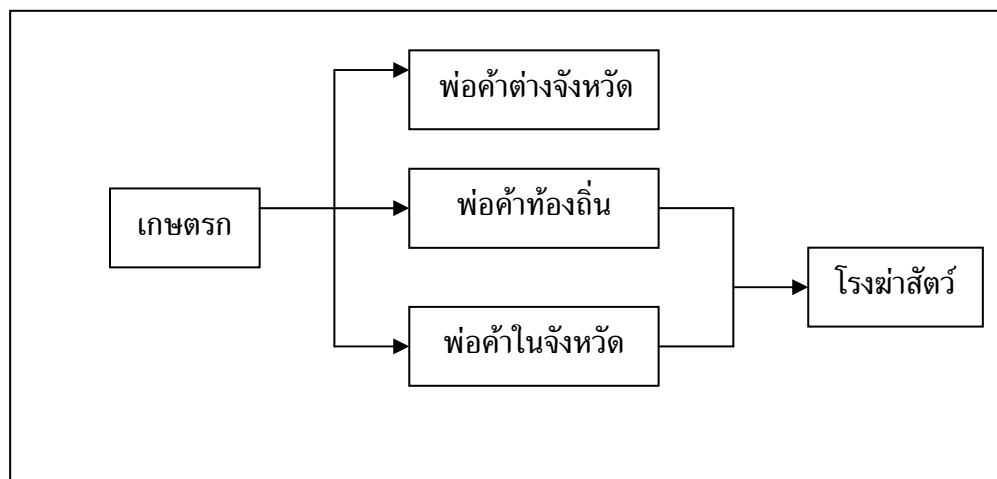 พ่อค้าต่างจังหวัด
พ่อค้าท้องถิ่น
เกษตรก
โรงฆ่าสัตว์
พ่อค้าในจังหวัด